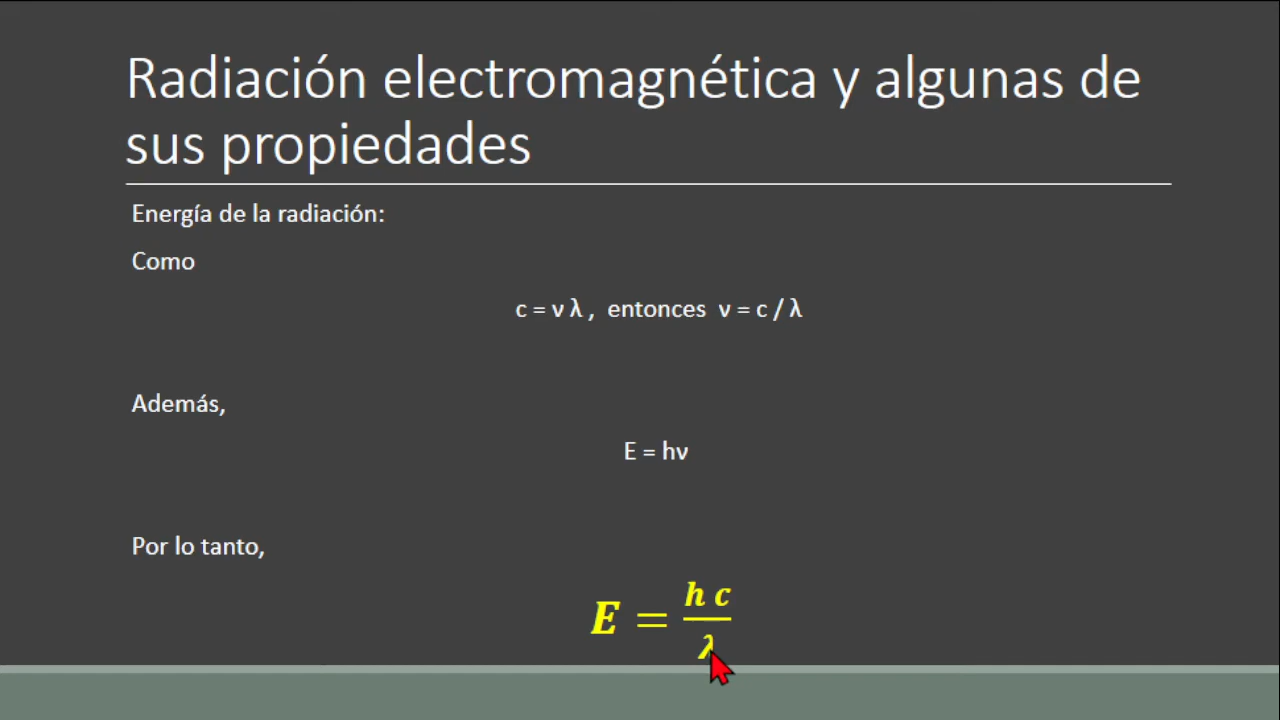 Radiación electromagnética y algunas de
sus propiedades
Energía de la radiación:
Como
c = ν λ , entonces ν = c / λ
Además,
E = hν
Por lo tanto,
E = h c / λ